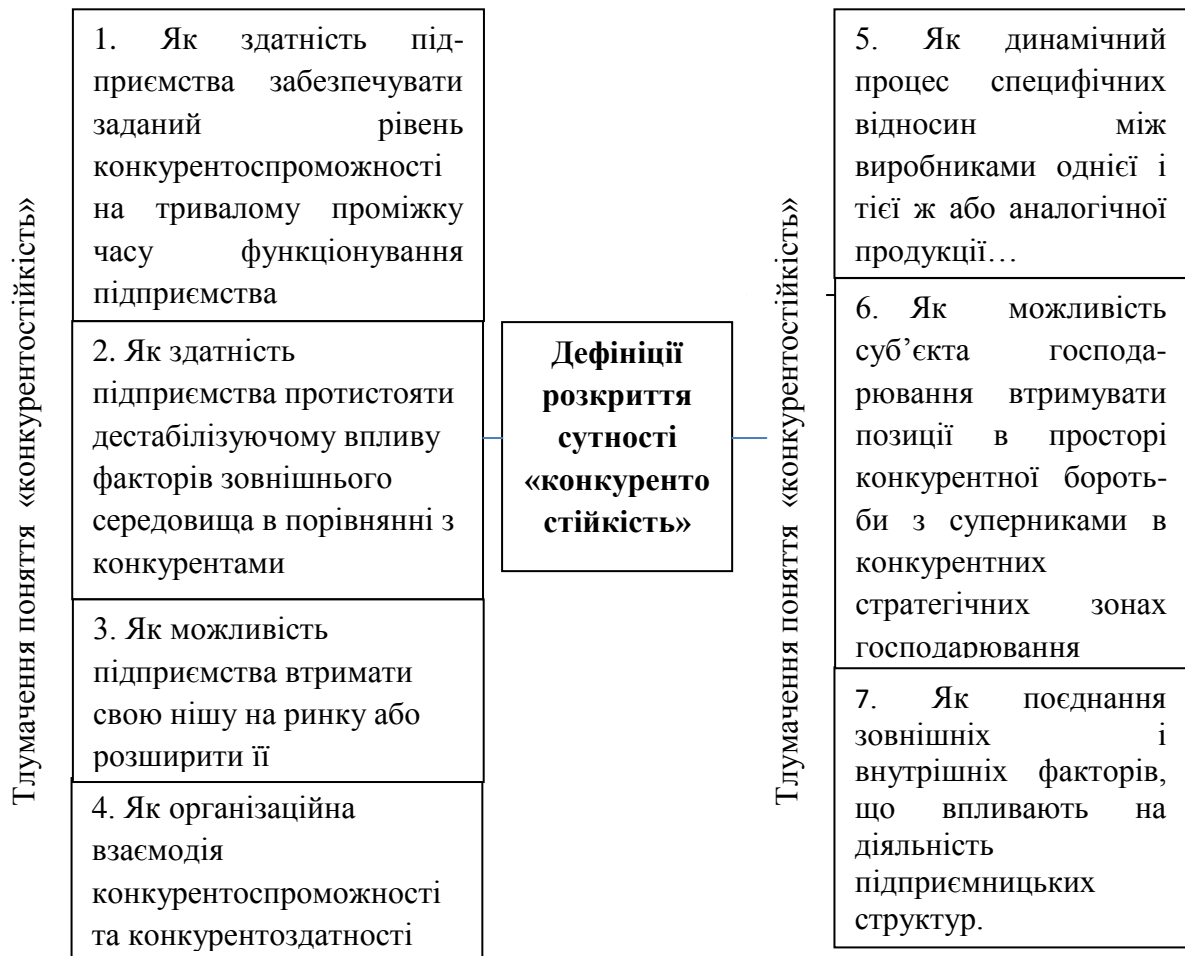 Тлумачення поняття «конкурентостійкість»
1. Як здатність під-
приємства забезпечувати
заданий рівень
конкурентоспроможності
на тривалому проміжку
часу функціонування
підприємства
2. Як здатність
підприємства протистояти
дестабілізуючому впливу
факторів зовнішнього
середовища в порівнянні з
конкурентами
3. Як можливість
підприємства втримати
свою нішу на ринку або
розширити її
4. Як організаційна
взаємодія
конкурентоспроможності
та конкурентоздатності
Дефініції
розкриття
сутності
«конкуренто
стійкість»
Тлумачення поняття «конкурентостійкість»
5. Як динамічний
процес специфічних
відносин між
виробниками однієї і
тієї ж або аналогічної
продукції…
6. Як можливість
суб’єкта господа-
рювання втримувати
позиції в просторі
конкурентної бороть-
би з суперниками в
конкурентних
стратегічних зонах
господарювання
7. Як поєднання
зовнішніх і
внутрішніх факторів,
що впливають на
діяльність
підприємницьких
структур.